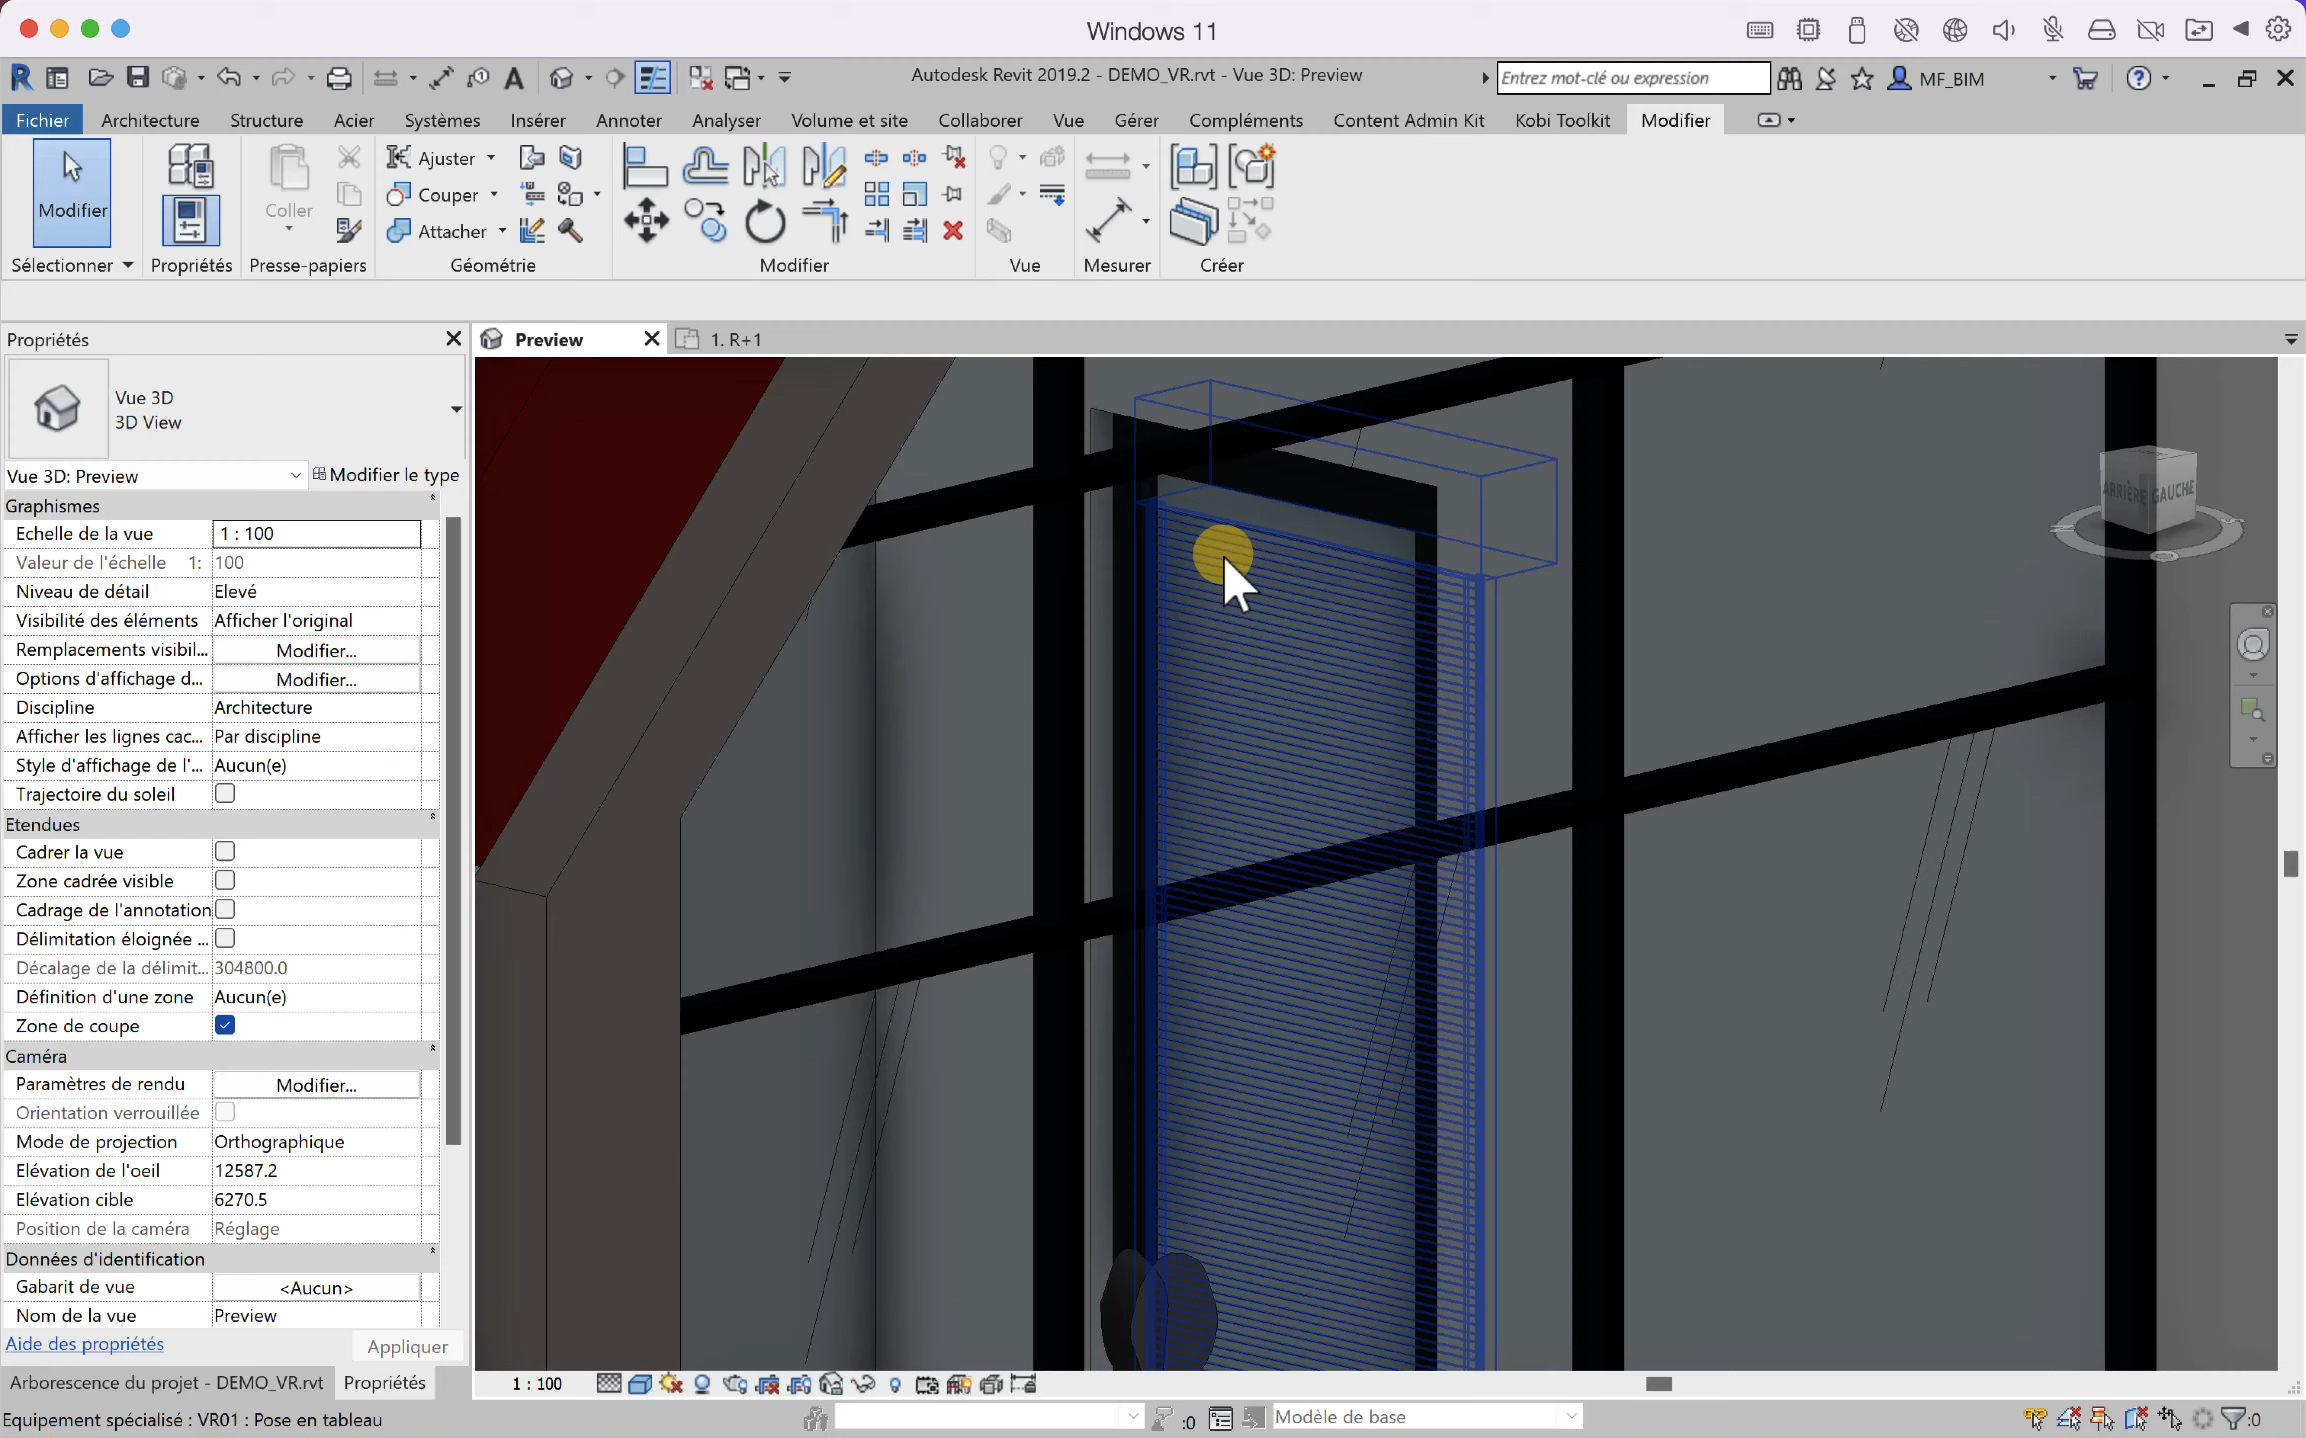 Windows 11
Autodesk Revit 2019.2 - DEMO_VR.rvt - Vue 3D: Preview
Entrez mot-clé ou expression
MF_BIM
Fichier Architecture Structure Acier Systèmes Insérer Annoter Analyser Volume et site Collaborer Vue Gérer Compléments Content Admin Kit Kobi Toolkit Modifier
Modifier
Coller
Ajuster
Couper
Attacher
Sélectionner Propriétés Presse-papiers Géométrie Modifier Vue Mesurer Créer
Propriétés
Preview
1. R+1
Vue 3D
3D View
Vue 3D: Preview
Modifier le type
Graphismes
Echelle de la vue 1 : 100
Valeur de l'échelle 1: 100
Niveau de détail Elevé
Visibilité des éléments Afficher l'original
Remplacements visibil... Modifier...
Options d'affichage d... Modifier...
Discipline Architecture
Afficher les lignes cac... Par discipline
Style d'affichage de l'... Aucun(e)
Trajectoire du soleil
Etendues
Cadrer la vue
Zone cadrée visible
Cadrage de l'annotation
Délimitation éloignée ...
Décalage de la délimit... 304800.0
Définition d'une zone Aucun(e)
Zone de coupe
Caméra
Paramètres de rendu Modifier...
Orientation verrouillée
Mode de projection Orthographique
Elévation de l'oeil 12587.2
Elévation cible 6270.5
Position de la caméra Réglage
Données d'identification
Gabarit de vue <Aucun>
Nom de la vue Preview
Aide des propriétés
Appliquer
Arborescence du projet - DEMO_VR.rvt Propriétés
ARRIÈRE GAUCHE
1 : 100
Equipement spécialisé : VR01 : Pose en tableau
:0
Modèle de base
:0